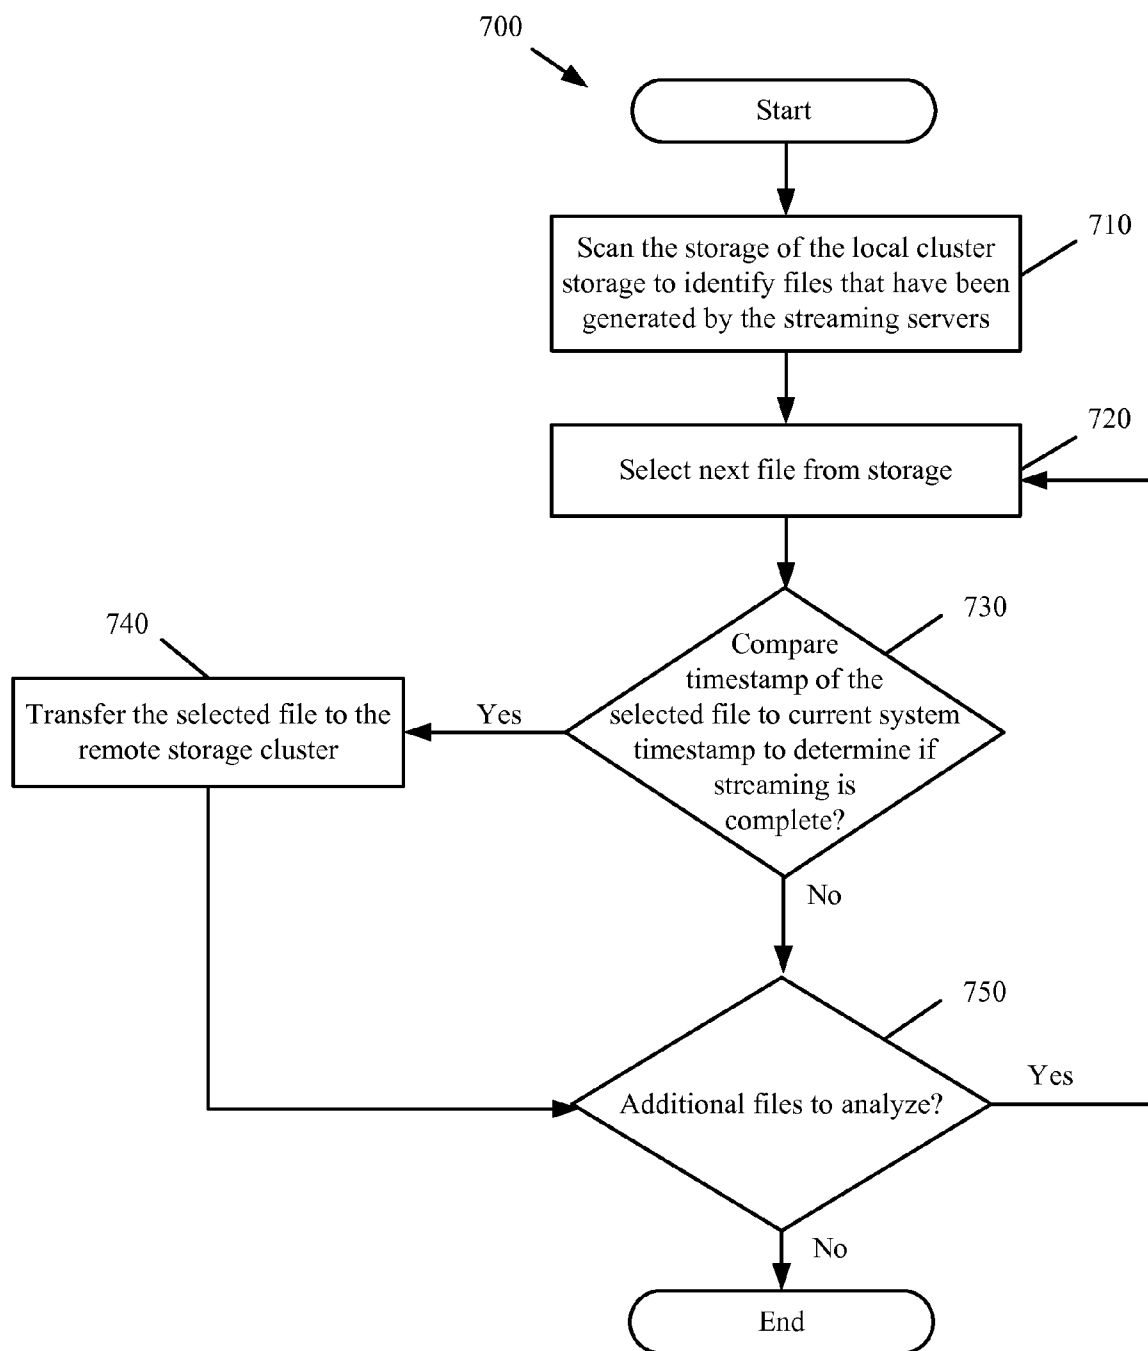 700
Start
710
Scan the storage of the local cluster
storage to identify files that have been
generated by the streaming servers
720
Select next file from storage
730
740
Compare
timestamp of the
selected file to current system
timestamp to determine if
streaming is
complete?
Yes
Transfer the selected file to the
remote storage cluster
No
750
Additional files to analyze?
Yes
No
End